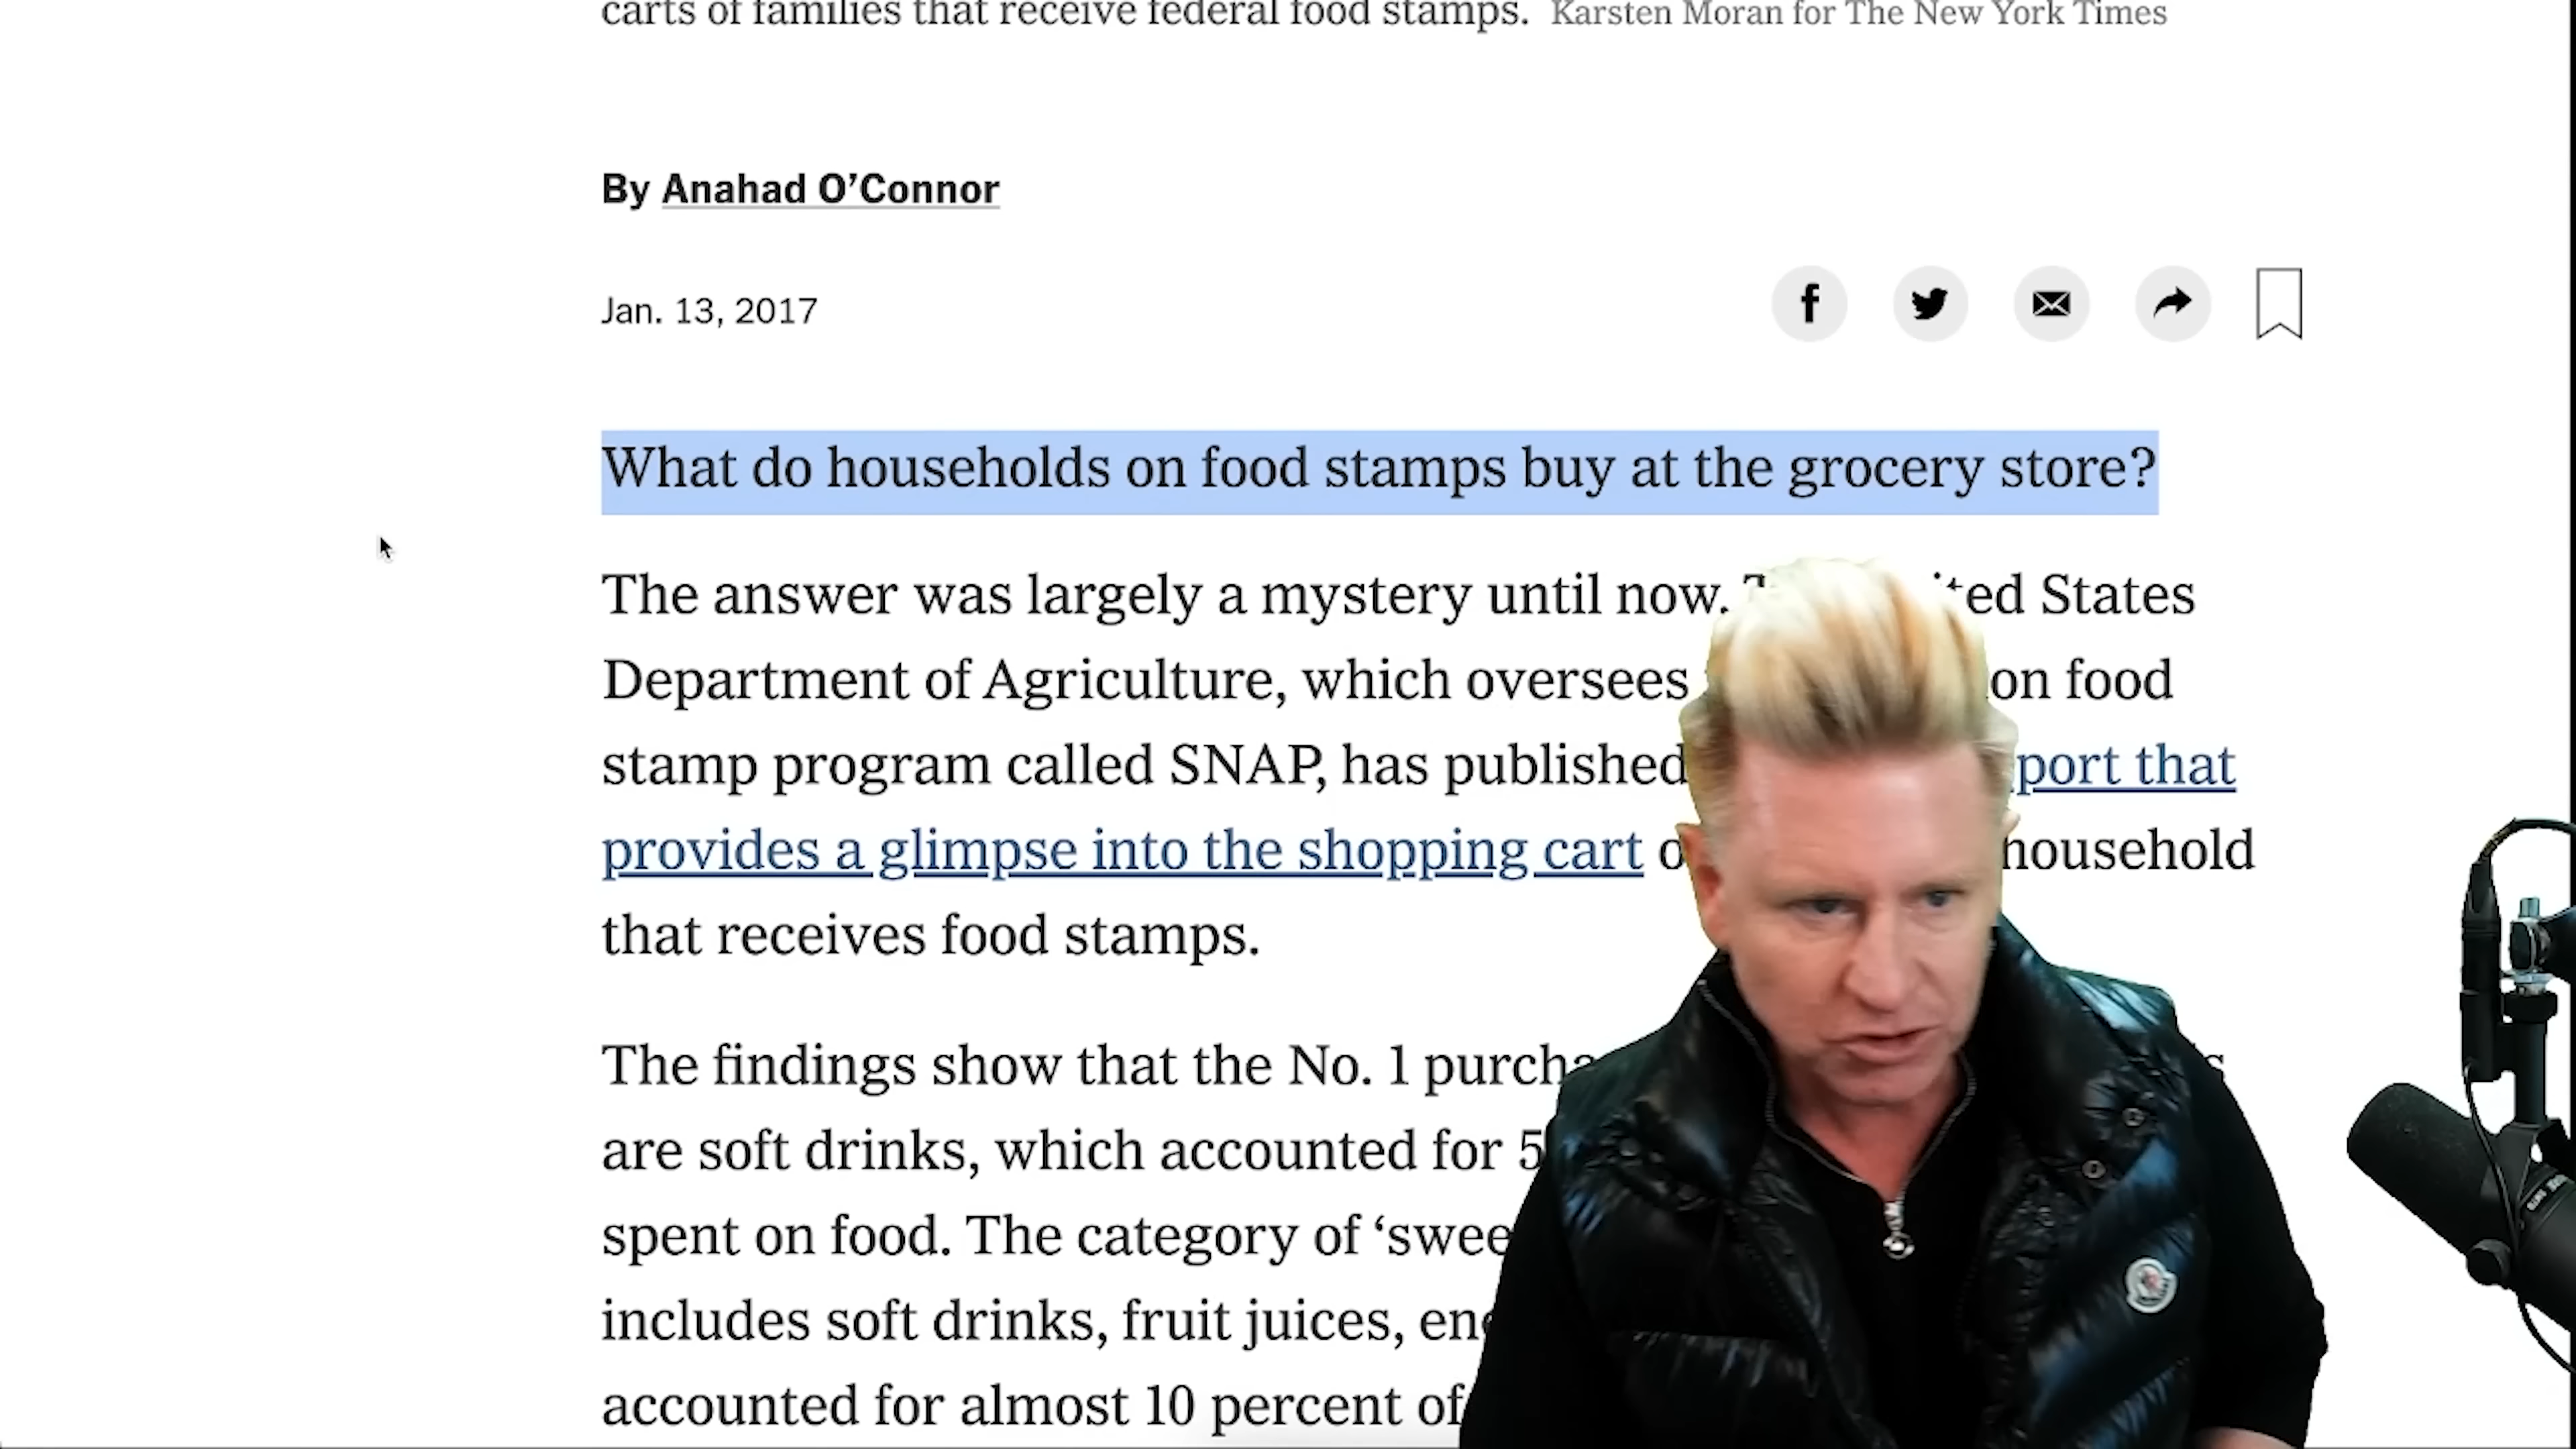 carts of families that receive federal food stamps. Karsten Moran for The New York Times
By Anahad O’Connor
Jan. 13, 2017
What do households on food stamps buy at the grocery store?
The answer was largely a mystery until now. ited States
Department of Agriculture, which oversees on food
stamp program called SNAP, has published port that
provides a glimpse into the shopping cart household
that receives food stamps.
The findings show that the No. 1 purcha
are soft drinks, which accounted for 5
spent on food. The category of ‘swee
includes soft drinks, fruit juices, ene
accounted for almost 10 percent of